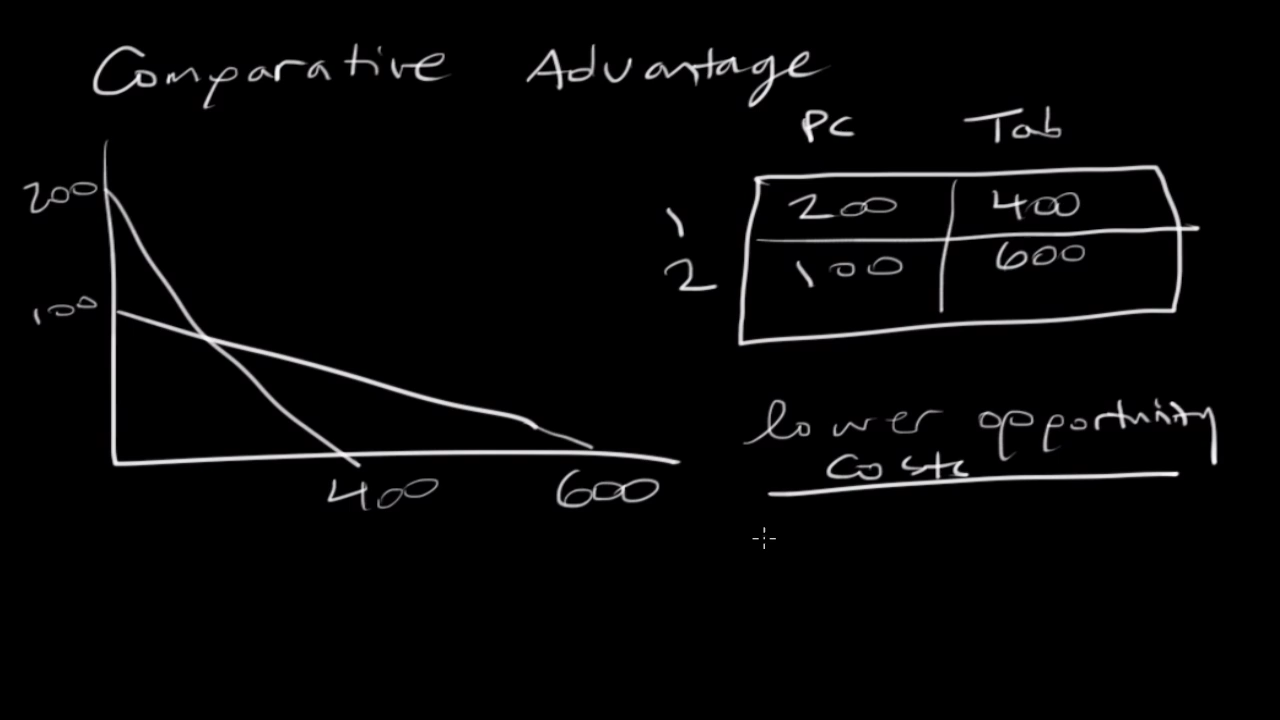 Comparative Advantage
PC Tab
200
1 200 400
2 100 600
100
lower opportunity
costs
400 600